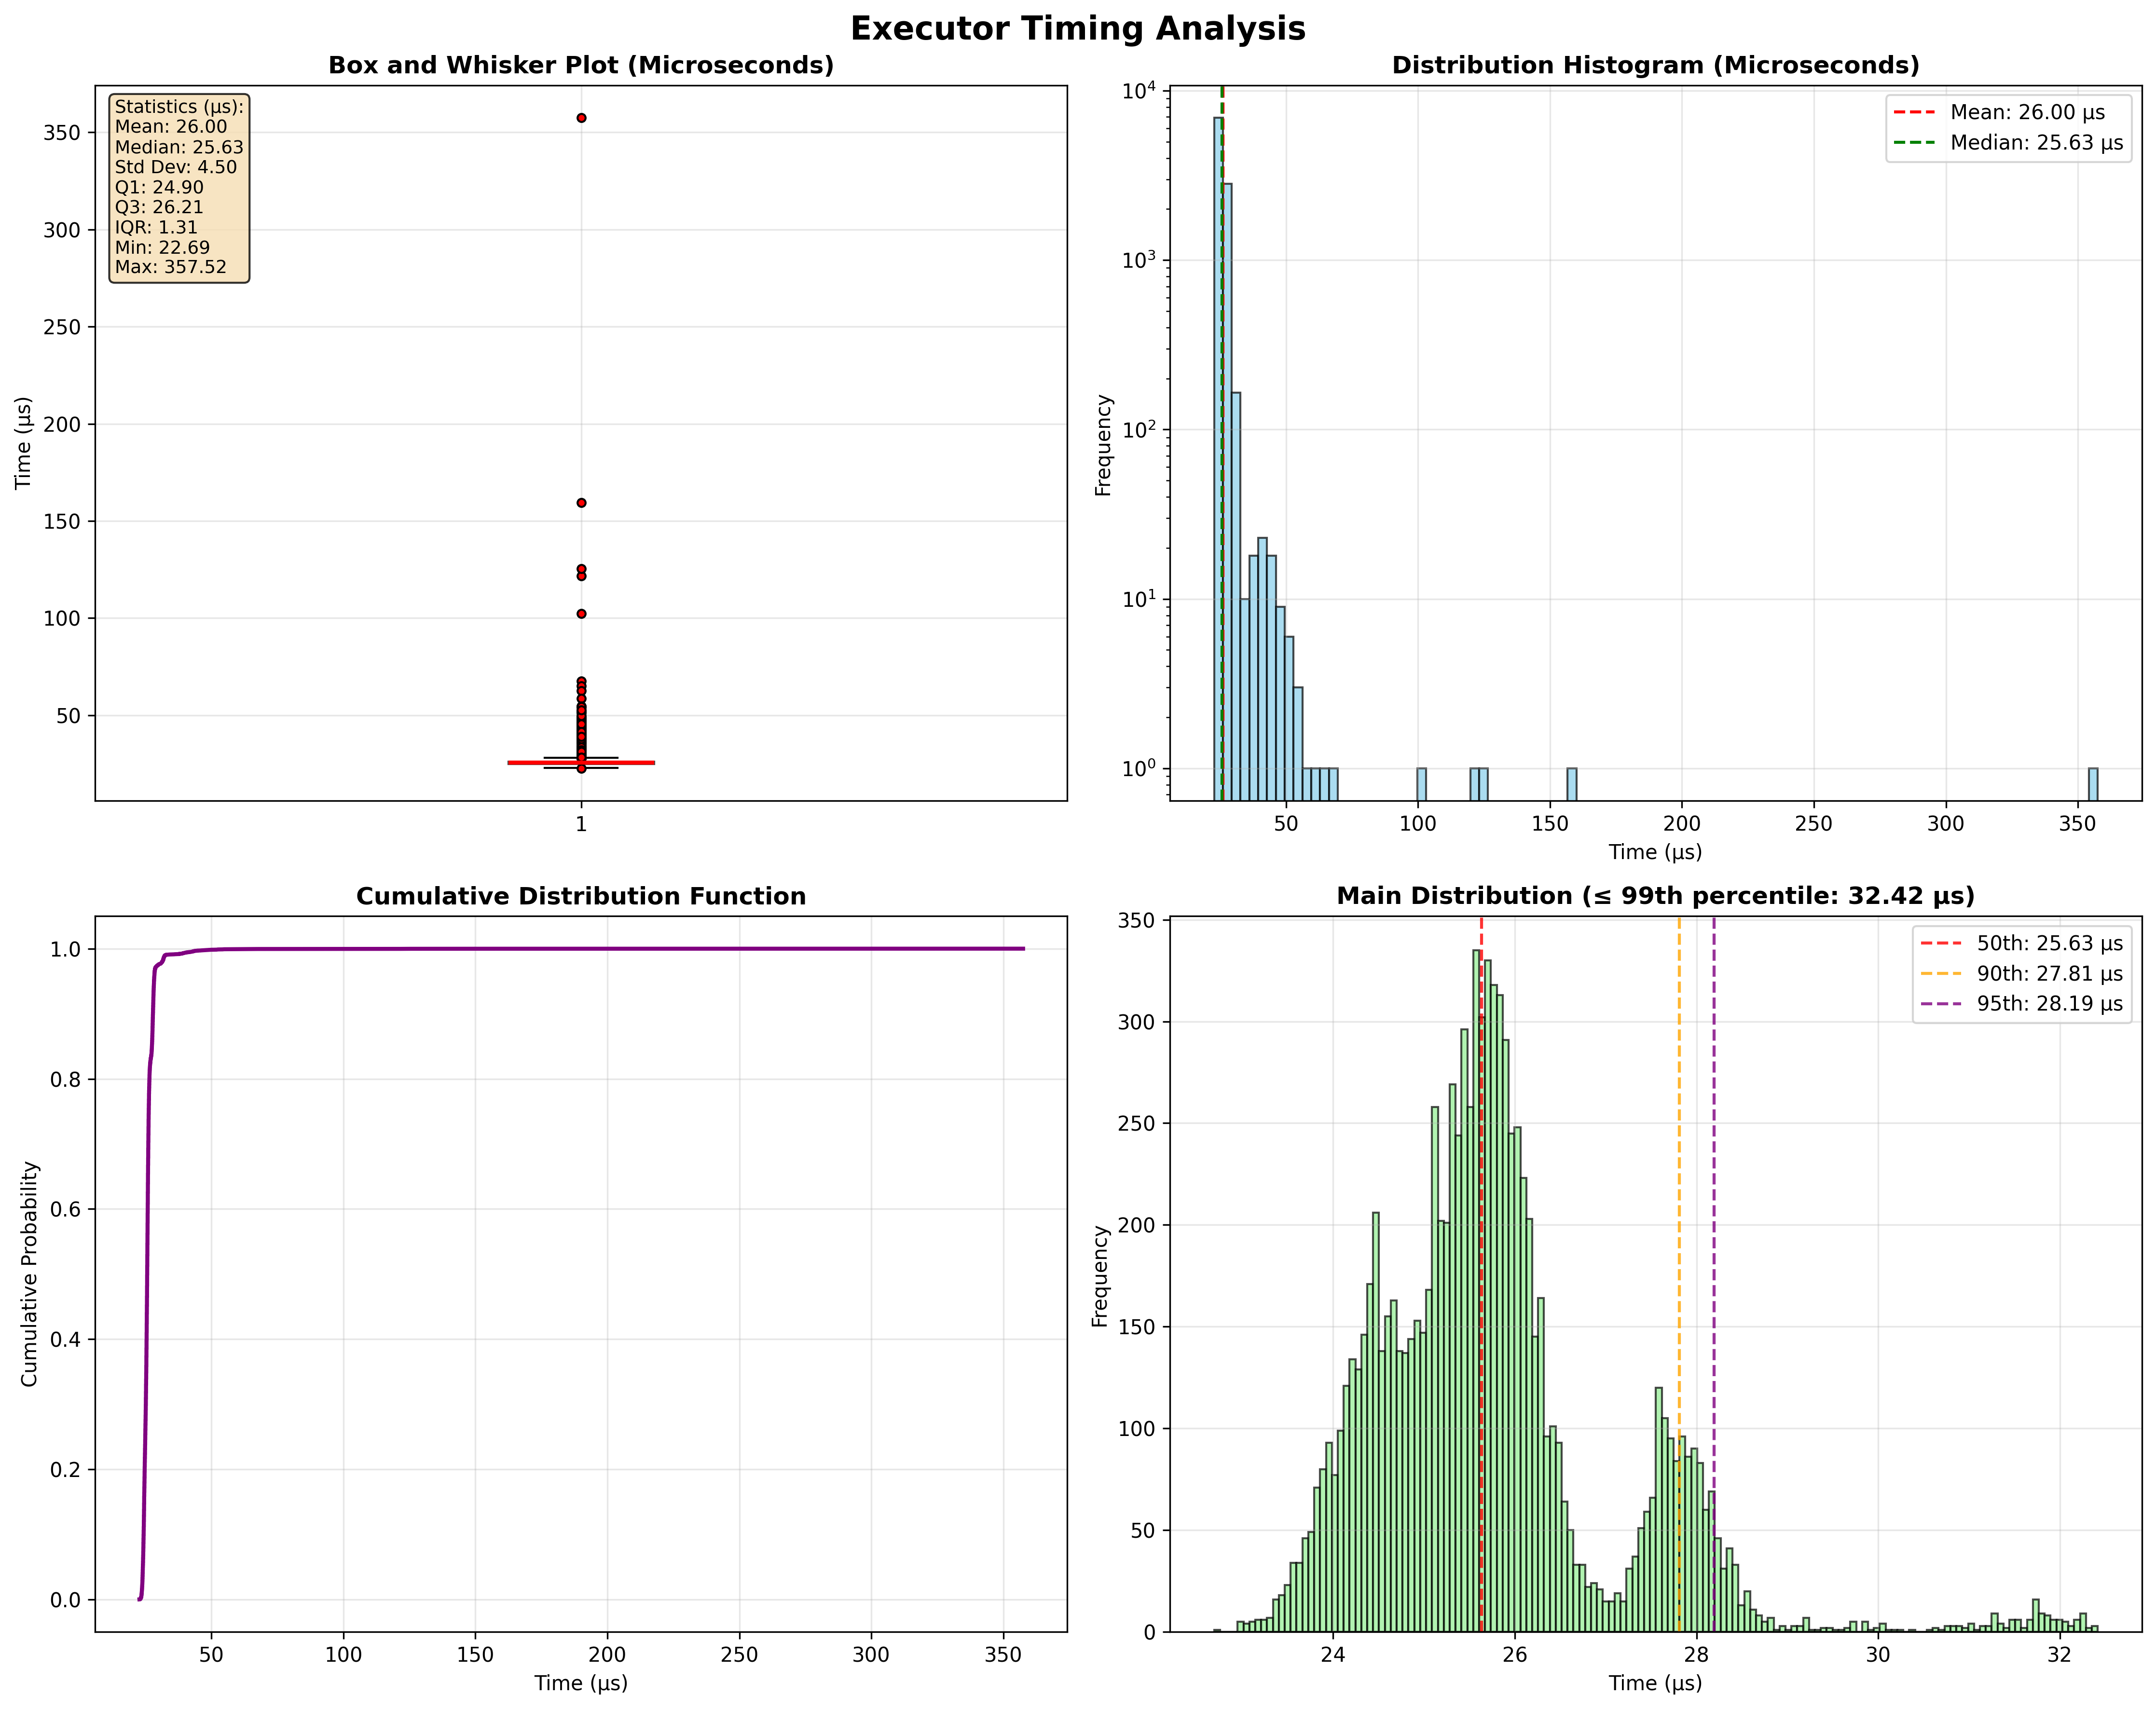 Executor Timing Analysis
Box and Whisker Plot (Microseconds)
Statistics (μs):
Mean: 26.00
Median: 25.63
Std Dev: 4.50
Q1: 24.90
Q3: 26.21
IQR: 1.31
Min: 22.69
Max: 357.52
350
300
250
200
150
100
50
Time (μs)
1
Distribution Histogram (Microseconds)
Mean: 26.00 μs
Median: 25.63 μs
10⁴
10³
10²
10¹
10⁰
Frequency
50 100 150 200 250 300 350
Time (μs)
Cumulative Distribution Function
1.0
0.8
0.6
0.4
0.2
0.0
Cumulative Probability
50 100 150 200 250 300 350
Time (μs)
Main Distribution (≤ 99th percentile: 32.42 μs)
50th: 25.63 μs
90th: 27.81 μs
95th: 28.19 μs
350
300
250
200
150
100
50
0
Frequency
24 26 28 30 32
Time (μs)